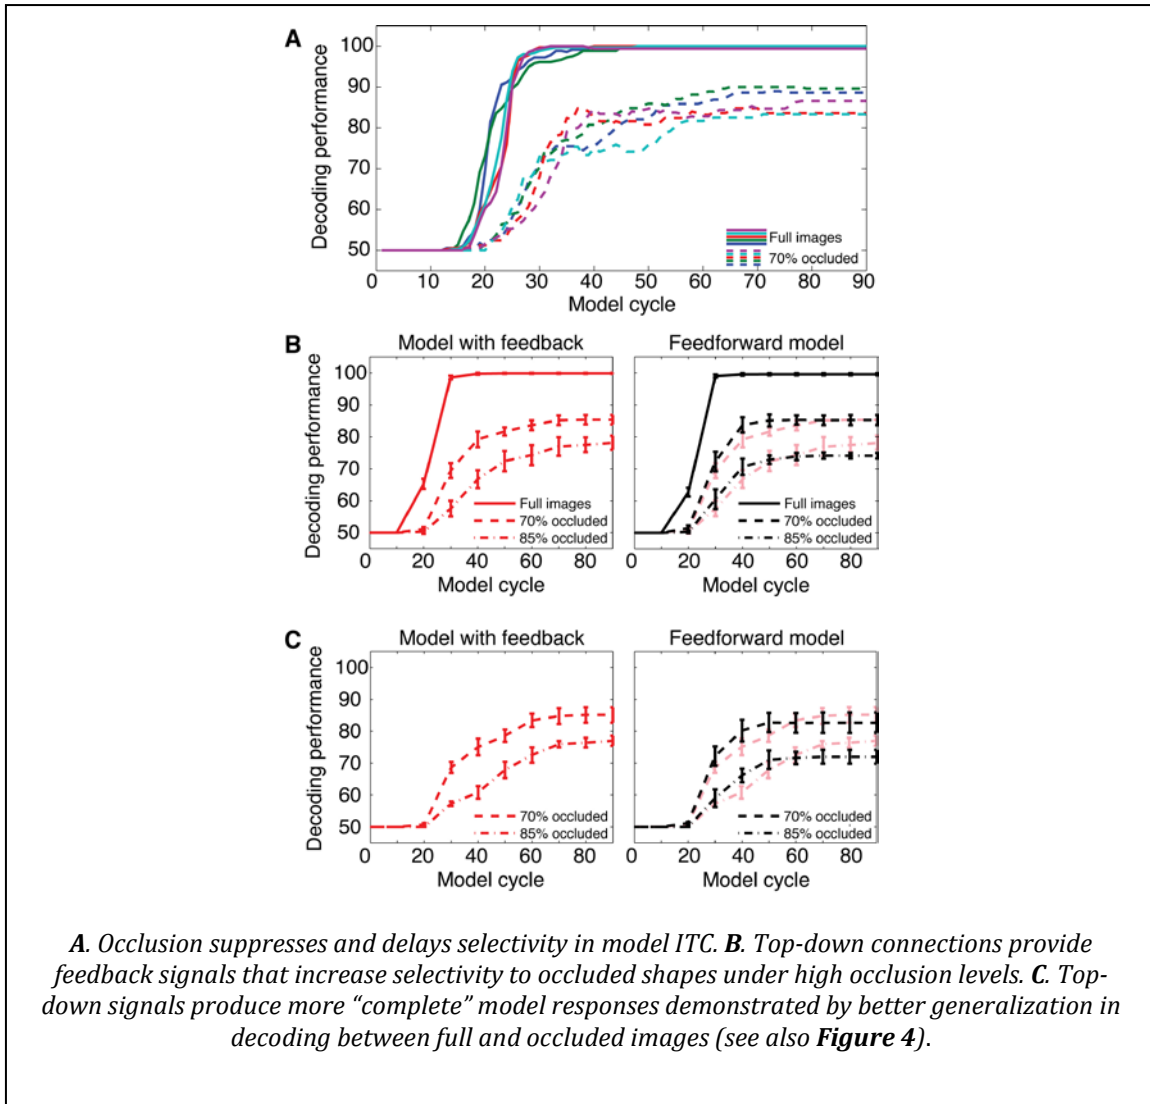 A
100
90
80
70
60
50
Decoding performance
Full images
70% occluded
0 10 20 30 40 50 60 70 80 90
Model cycle
B
Model with feedback
Feedforward model
100
90
80
70
60
50
Decoding performance
Full images
70% occluded
85% occluded
Full images
70% occluded
85% occluded
0 20 40 60 80
0 20 40 60 80
Model cycle
Model cycle
C
Model with feedback
Feedforward model
100
90
80
70
60
50
Decoding performance
70% occluded
85% occluded
70% occluded
85% occluded
0 20 40 60 80
0 20 40 60 80
Model cycle
Model cycle
A. Occlusion suppresses and delays selectivity in model ITC. B. Top-down connections provide
feedback signals that increase selectivity to occluded shapes under high occlusion levels. C. Top-
down signals produce more “complete” model responses demonstrated by better generalization in
decoding between full and occluded images (see also Figure 4).